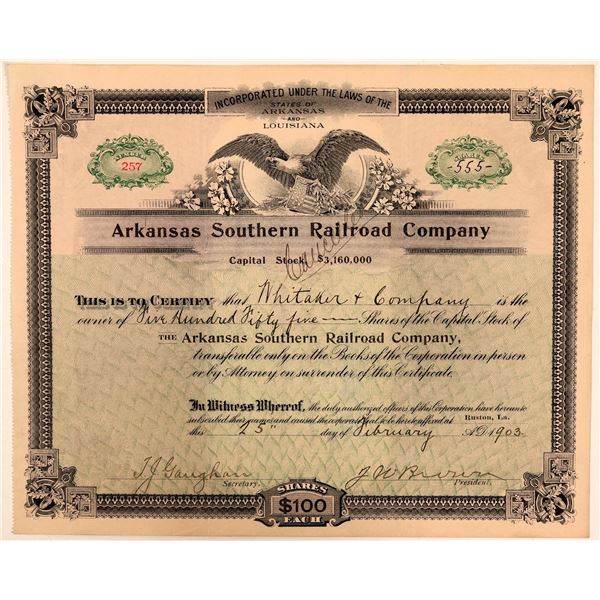 INCORPORATED UNDER THE LAWS OF THE
STATES OF
ARKANSAS
AND
LOUISIANA
257
SHARES
-555-
Arkansas Southern Railroad Company
Capital Stock, $3,160,000
Cancelled
THIS IS TO CERTIFY that Whitaker & Company is the
owner of Five Hundred Fifty five Shares of the Capital Stock of
THE Arkansas Southern Railroad Company,
transferable only on the Books of the Corporation in person
or by Attorney on surrender of this Certificate.
In Witness Whereof, the duly authorized officers of this Corporation have hereunto
subscribed their names and caused the corporate Seal to be hereto affixed at Ruston, La.
this 25" day of February A.D. 1903
T.J. Gaughan J W Brown
Secretary. President,
SHARES
$100
EACH